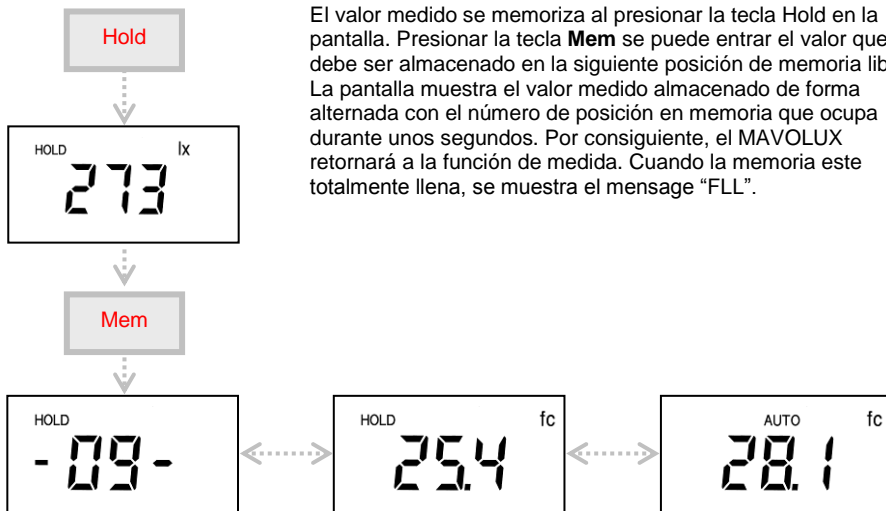 Hold
El valor medido se memoriza al presionar la tecla Hold en la
pantalla. Presionar la tecla Mem se puede entrar el valor que
debe ser almacenado en la siguiente posición de memoria lib
La pantalla muestra el valor medido almacenado de forma
alternada con el número de posición en memoria que ocupa
durante unos segundos. Por consiguiente, el MAVOLUX
retornará a la función de medida. Cuando la memoria este
totalmente llena, se muestra el mensage “FLL”.
HOLD lx
273
Mem
HOLD
-09-
HOLD fc
25.4
AUTO fc
28.1